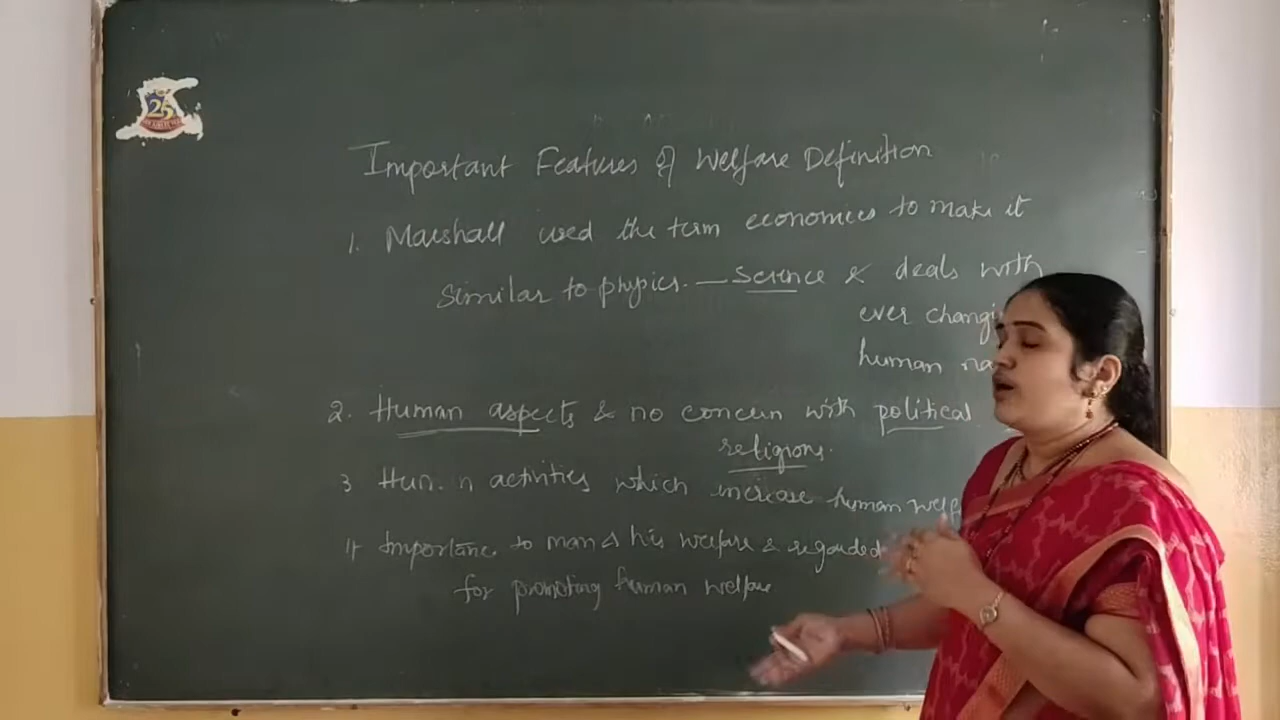 25
Important Features of Welfare Definition
1. Marshall used the term economics to make it
Similar to physics. — Science & deals with
ever changi
human na
2. Human aspects & no concern with political
religions.
3 Hum n activities which increase human welf
4 Importance to man & his welfare & regarded
for promoting human welfare